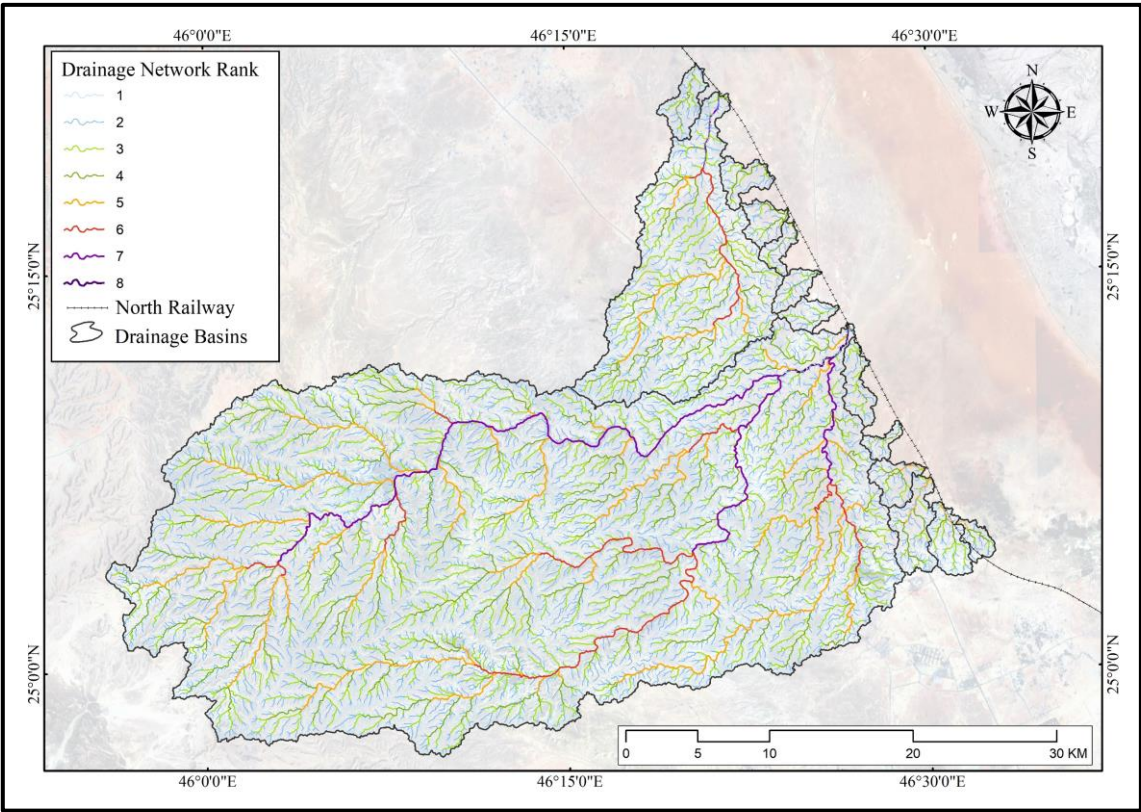 46°0'0"E 46°15'0"E 46°30'0"E
Drainage Network Rank
1
2
3
4
5
6
7
8
North Railway
Drainage Basins
N
W E
S
25°15'0"N 25°15'0"N
25°0'0"N 25°0'0"N
0 5 10 20 30 KM
46°0'0"E 46°15'0"E 46°30'0"E